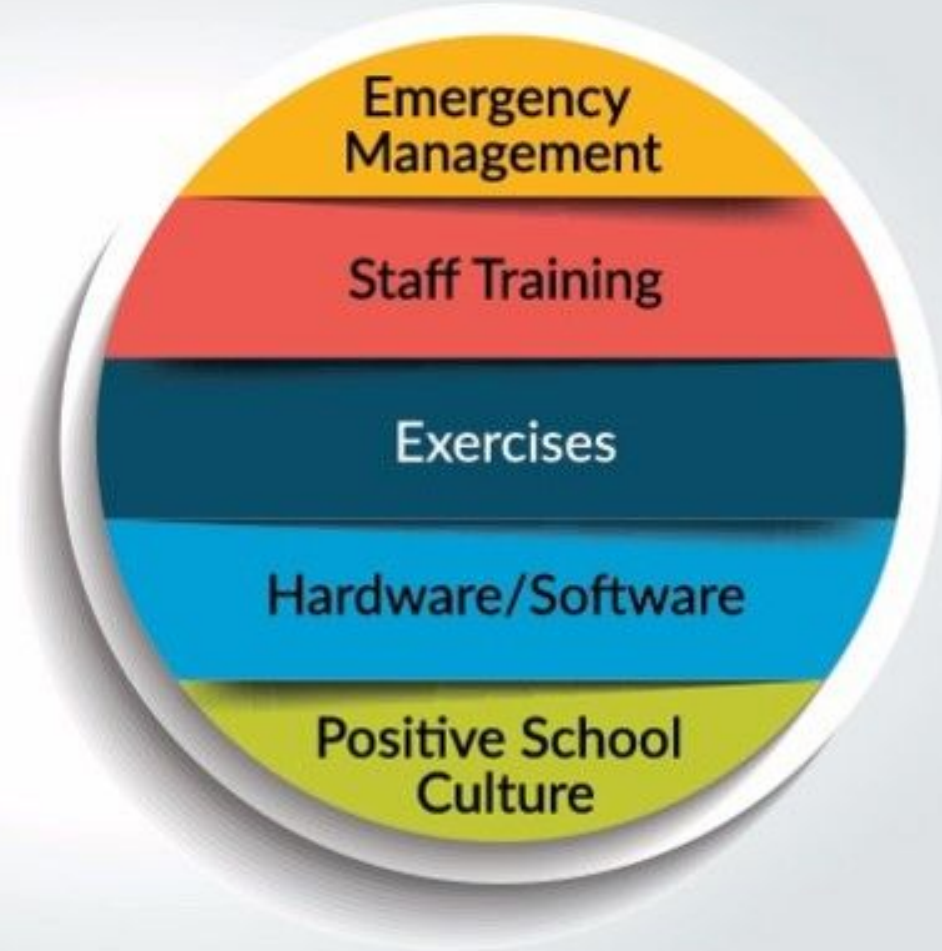 Emergency
Management
Staff Training
Exercises
Hardware/Software
Positive School
Culture